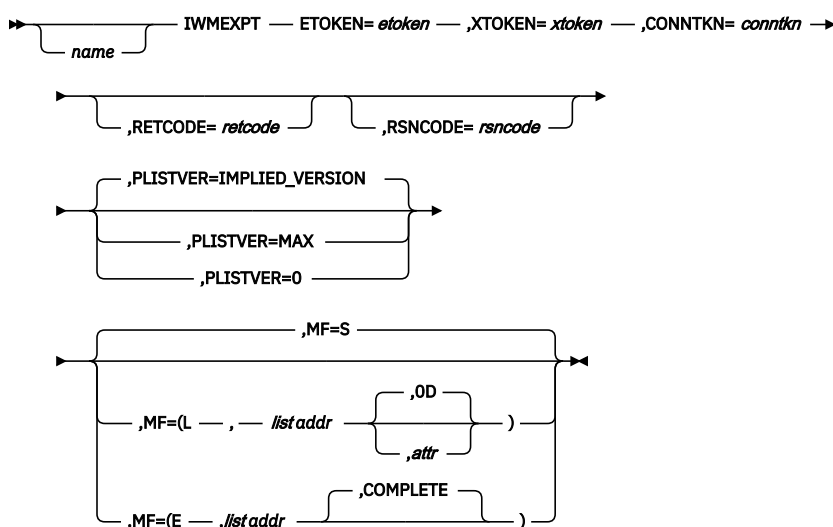 IWMEXPT ETOKEN= etoken ,XTOKEN= xtoken ,CONNTKN= conntkn
name
,RETCODE= retcode ,RSNCODE= rsncode
,PLISTVER=IMPLIED_VERSION
,PLISTVER=MAX
,PLISTVER=0
,MF=S
,0D
,MF=(L , list addr )
,attr
,COMPLETE
,MF=(E ,list addr )